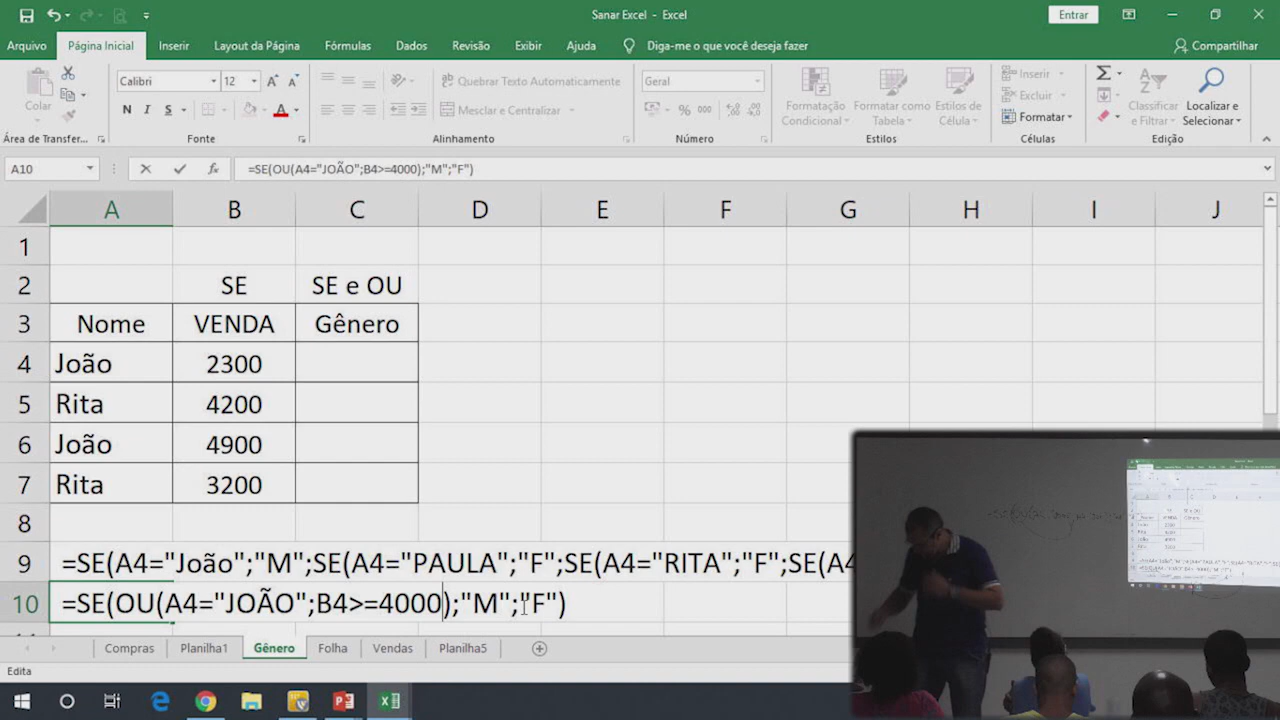 Sanar Excel - Excel
Entrar
Arquivo Página Inicial Inserir Layout da Página Fórmulas Dados Revisão Exibir Ajuda Diga-me o que você deseja fazer Compartilhar
Colar
Calibri 12
N I S
Quebrar Texto Automaticamente
Mesclar e Centralizar
Geral
% 000
Formatação Condicional
Formatar como Tabela
Estilos de Célula
Inserir
Excluir
Formatar
Classificar e Filtrar
Localizar e Selecionar
Área de Transfer... Fonte Alinhamento Número Estilos Células Edição
A10 fx =SE(OU(A4="JOÃO";B4>=4000);"M";"F")
A B C D E F G H I J
1
2 SE SE e OU
3 Nome VENDA Gênero
4 João 2300
5 Rita 4200
6 João 4900
7 Rita 3200
8
9 =SE(A4="João";"M";SE(A4="PAULA";"F";SE(A4="RITA";"F";SE(A4
10 =SE(OU(A4="JOÃO";B4>=4000);"M";"F")
Compras Planilha1 Gênero Folha Vendas Planilha5
Edita